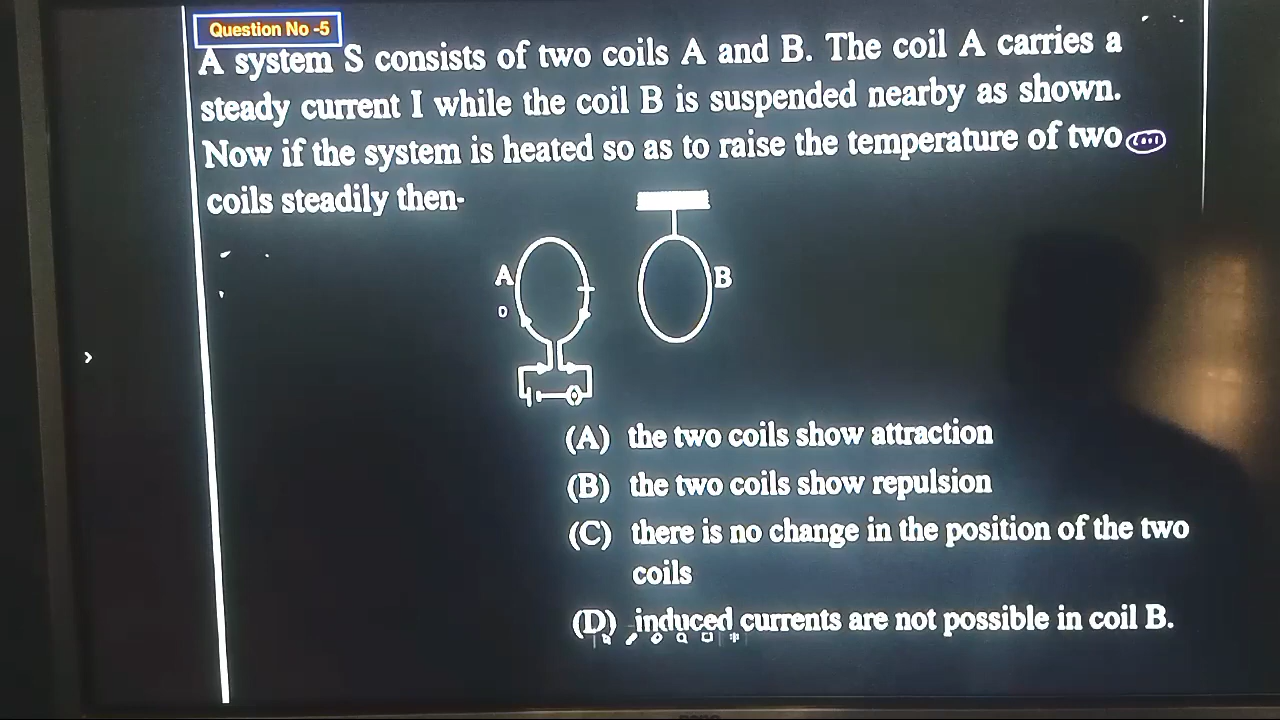 Question No -5
A system S consists of two coils A and B. The coil A carries a
steady current I while the coil B is suspended nearby as shown.
Now if the system is heated so as to raise the temperature of two
coils steadily then-
A
B
(A) the two coils show attraction
(B) the two coils show repulsion
(C) there is no change in the position of the two
coils
(D) induced currents are not possible in coil B.